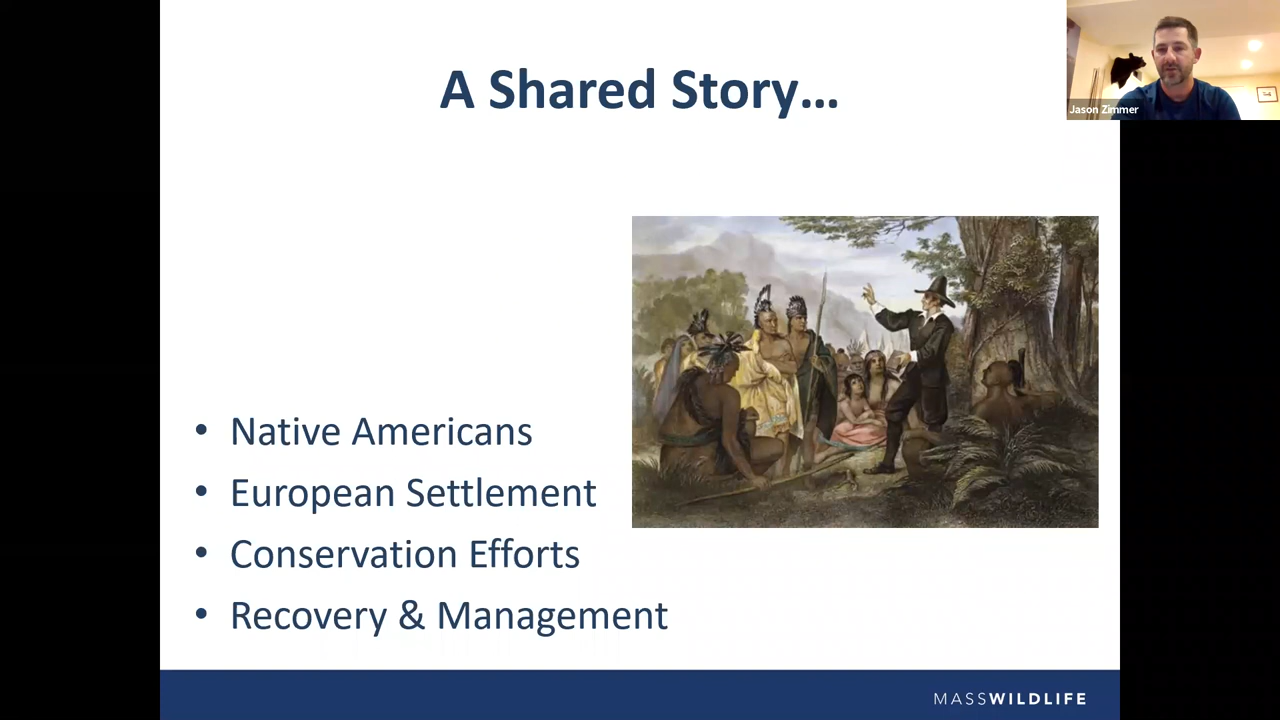 A Shared Story…
Jason Zimmer
• Native Americans
• European Settlement
• Conservation Efforts
• Recovery & Management
MASSWILDLIFE